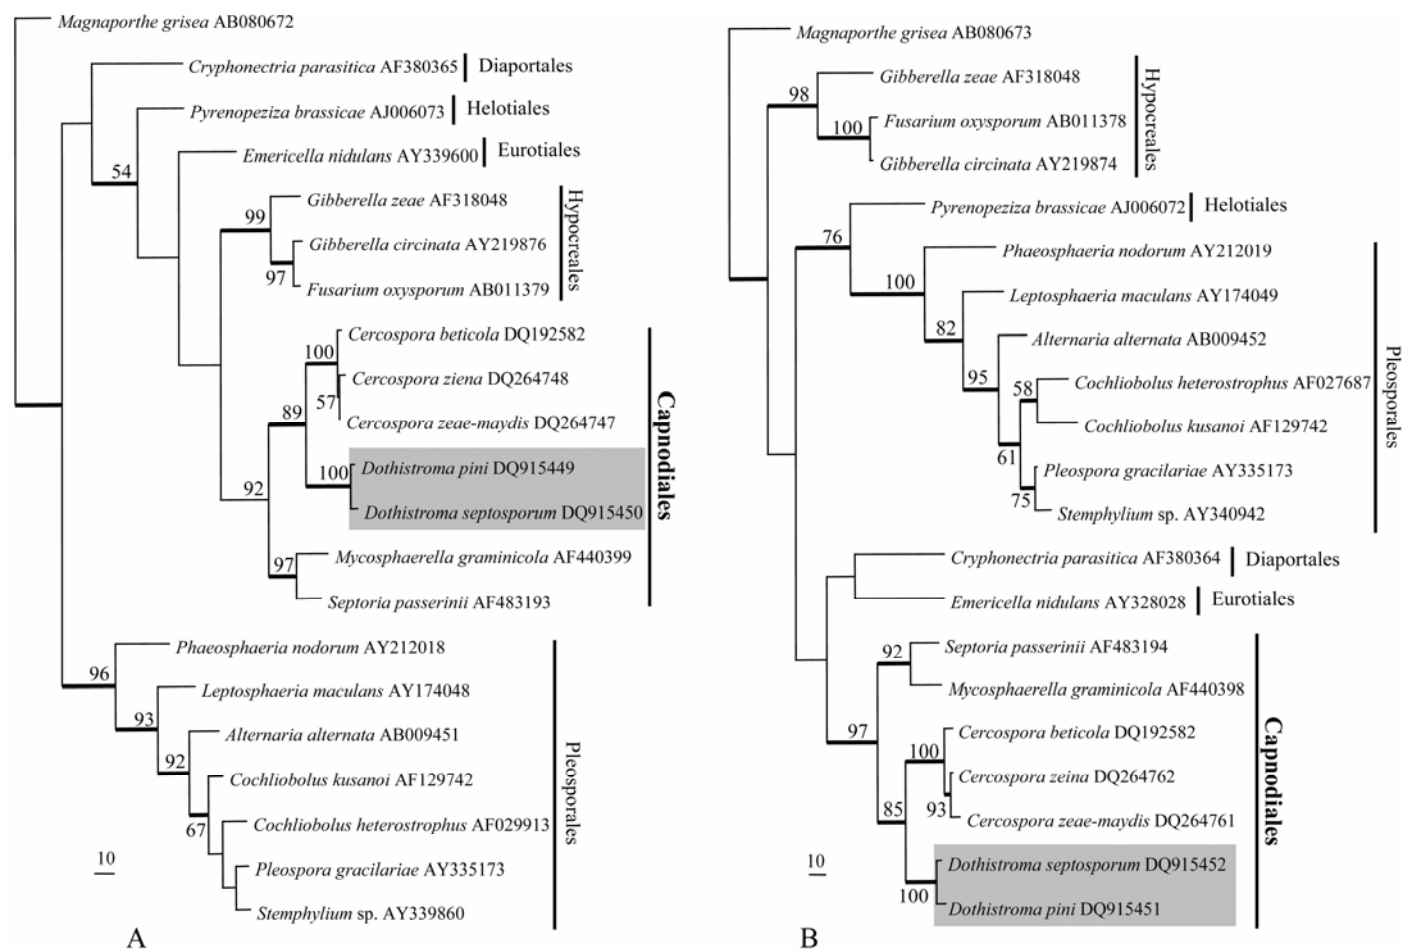 Magnaporthe grisea AB080672
Cryphonectria parasitica AF380365 Diaportales
Pyrenopeziza brassicae AJ006073 Helotiales
54
Emericella nidulans AY339600 Eurotiales
Gibberella zeae AF318048
99
Gibberella circinata AY219876
97
Fusarium oxysporum AB011379
Hypocreales
Cercospora beticola DQ192582
100
Cercospora ziena DQ264748
57
Cercospora zeae-maydis DQ264747
89
Dothistroma pini DQ915449
100
Dothistroma septosporum DQ915450
92
Mycosphaerella graminicola AF440399
97
Septoria passerinii AF483193
Capnodiales
Phaeosphaeria nodorum AY212018
96
Leptosphaeria maculans AY174048
93
Alternaria alternata AB009451
92
Cochliobolus kusanoi AF129742
67
Cochliobolus heterostrophus AF029913
Pleospora gracilariae AY335173
Stemphylium sp. AY339860
Pleosporales
10
A
Magnaporthe grisea AB080673
Gibberella zeae AF318048
98
Fusarium oxysporum AB011378
100
Gibberella circinata AY219874
Hypocreales
Pyrenopeziza brassicae AJ006072 Helotiales
76
Phaeosphaeria nodorum AY212019
100
Leptosphaeria maculans AY174049
82
Alternaria alternata AB009452
95
Cochliobolus heterostrophus AF027687
58
Cochliobolus kusanoi AF129742
61
Pleospora gracilariae AY335173
75
Stemphylium sp. AY340942
Pleosporales
Cryphonectria parasitica AF380364 Diaportales
Emericella nidulans AY328028 Eurotiales
Septoria passerinii AF483194
92
Mycosphaerella graminicola AF440398
97
Cercospora beticola DQ192582
100
Cercospora zeina DQ264762
93
Cercospora zeae-maydis DQ264761
85
Dothistroma septosporum DQ915452
100
Dothistroma pini DQ915451
Capnodiales
10
B